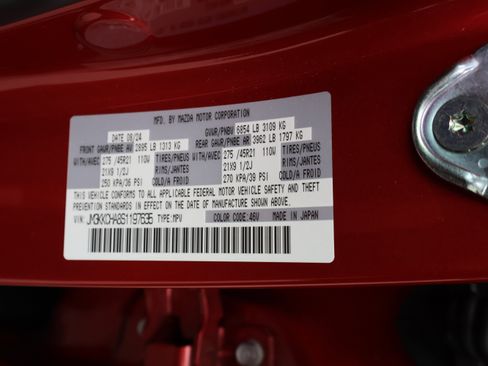 MFD. BY MAZDA MOTOR CORPORATION
DATE 08/24 GVWR/PNBV 6854 LB 3109 KG
FRONT GAWR/PNBE AV 2895 LB 1313 KG REAR GAWR/PNBE AR 3962 LB 1797 KG
WITH/AVEC 275 /45R21 110W TIRES/PNEUS WITH/AVEC 275 /45R21 110W TIRES/PNEUS
21X9 1/2J RIMS/JANTES 21X9 1/2J RIMS/JANTES
250 KPA/36 PSI COLD/A FROID 270 KPA/39 PSI COLD/A FROID
THIS VEHICLE CONFORMS TO ALL APPLICABLE FEDERAL MOTOR VEHICLE SAFETY AND THEFT
PREVENTION STANDARDS IN EFFECT ON THE DATE OF MANUFACTURE SHOWN ABOVE.
VIN: JM3KKCHA8S1197635 TYPE: MPV COLOR CODE: 46V MADE IN JAPAN